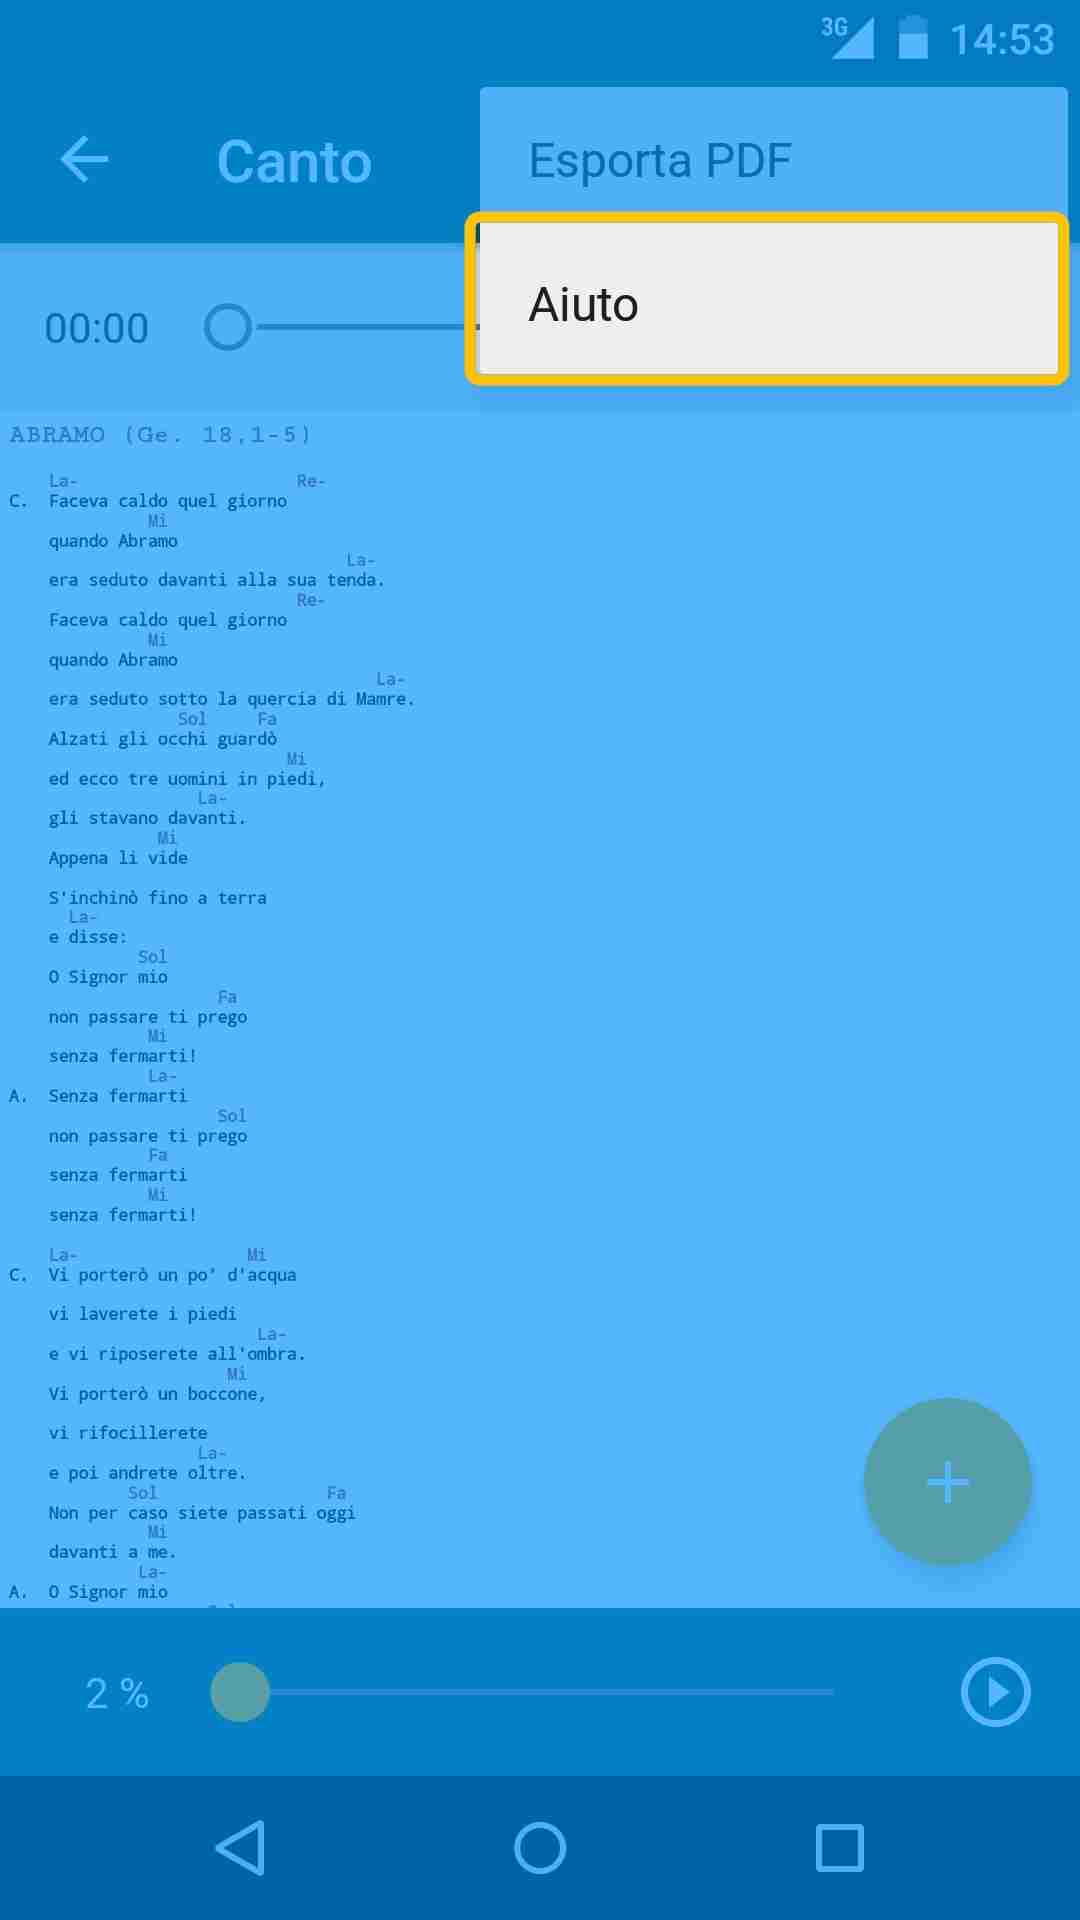 3G 14:53
Canto
Esporta PDF
Aiuto
00:00
ABRAMO (Ge. 18,1-5)
La- Re-
C. Faceva caldo quel giorno
Mi
quando Abramo
La-
era seduto davanti alla sua tenda.
Re-
Faceva caldo quel giorno
Mi
quando Abramo
La-
era seduto sotto la quercia di Mamre.
Sol Fa
Alzati gli occhi guardò
Mi
ed ecco tre uomini in piedi,
La-
gli stavano davanti.
Mi
Appena li vide
S'inchinò fino a terra
La-
e disse:
Sol
O Signor mio
Fa
non passare ti prego
Mi
senza fermarti!
La-
A. Senza fermarti
Sol
non passare ti prego
Fa
senza fermarti
Mi
senza fermarti!
La- Mi
C. Vi porterò un po' d'acqua
vi laverete i piedi
La-
e vi riposerete all'ombra.
Mi
Vi porterò un boccone,
vi rifocillerete
La-
e poi andrete oltre.
Sol Fa
Non per caso siete passati oggi
Mi
davanti a me.
La-
A. O Signor mio
2 %